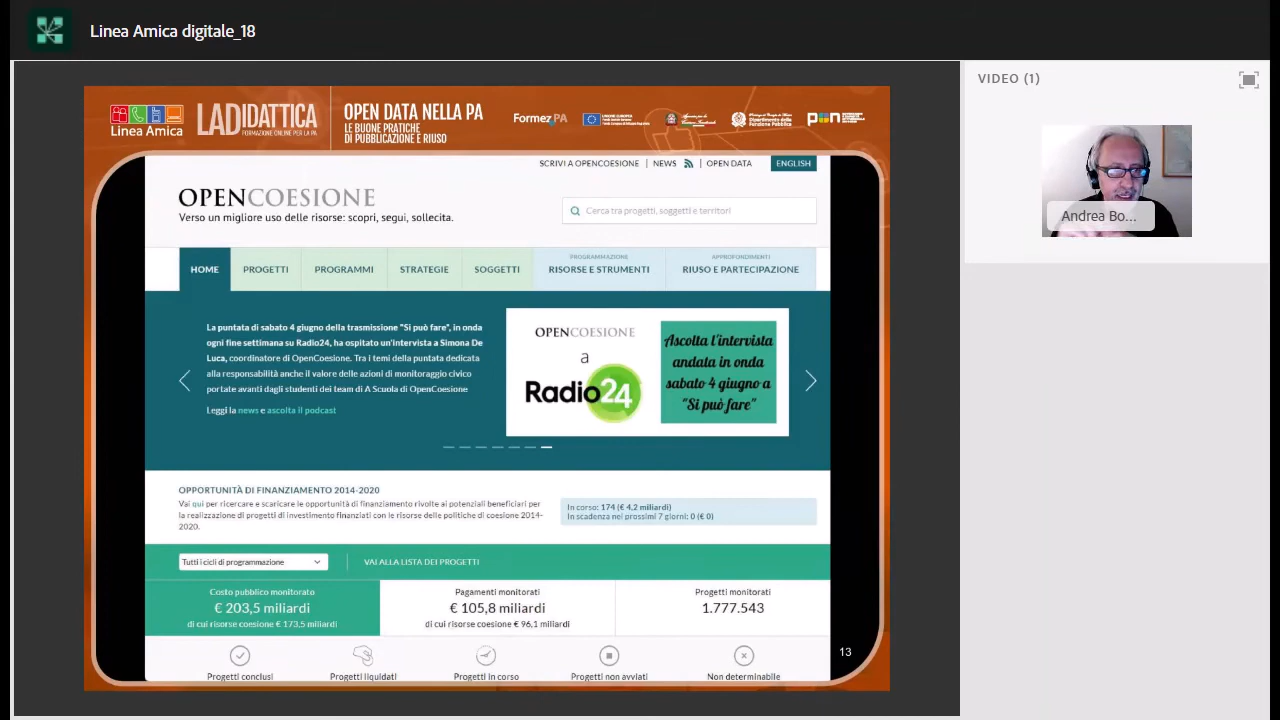 Linea Amica digitale_18
VIDEO (1)
Andrea Bo...
Linea Amica
LADIDATTICA
FORMAZIONE ONLINE PER LA PA
OPEN DATA NELLA PA
LE BUONE PRATICHE
DI PUBBLICAZIONE E RIUSO
FormezPA
UNIONE EUROPEA
pon
SCRIVI A OPENCOESIONE | NEWS | OPEN DATA ENGLISH
OPENCOESIONE
Verso un migliore uso delle risorse: scopri, segui, sollecita.
Cerca tra progetti, soggetti e territori
HOME PROGETTI PROGRAMMI STRATEGIE SOGGETTI
PROGRAMMAZIONE
RISORSE E STRUMENTI
APPROFONDIMENTI
RIUSO E PARTECIPAZIONE
La puntata di sabato 4 giugno della trasmissione "Si può fare", in onda
ogni fine settimana su Radio24, ha ospitato un'intervista a Simona De
Luca, coordinatore di OpenCoesione. Tra i temi della puntata dedicata
alla responsabilità anche il valore delle azioni di monitoraggio civico
portate avanti dagli studenti dei team di A Scuola di OpenCoesione
Leggi la news e ascolta il podcast
OPENCOESIONE
a
Radio24
Ascolta l'intervista
andata in onda
sabato 4 giugno a
"Si può fare"
OPPORTUNITÀ DI FINANZIAMENTO 2014-2020
Vai qui per ricercare e scaricare le opportunità di finanziamento rivolte ai potenziali beneficiari per
la realizzazione di progetti di investimento finanziati con le risorse delle politiche di coesione 2014-
2020.
In corso: 174 (€ 4,2 miliardi)
In scadenza nei prossimi 7 giorni: 0 (€ 0)
Tutti i cicli di programmazione
VAI ALLA LISTA DEI PROGETTI
Costo pubblico monitorato
€ 203,5 miliardi
di cui risorse coesione € 173,5 miliardi
Pagamenti monitorati
€ 105,8 miliardi
di cui risorse coesione € 96,1 miliardi
Progetti monitorati
1.777.543
Progetti conclusi
Progetti liquidati
Progetti in corso
Progetti non avviati
Non determinabile
13